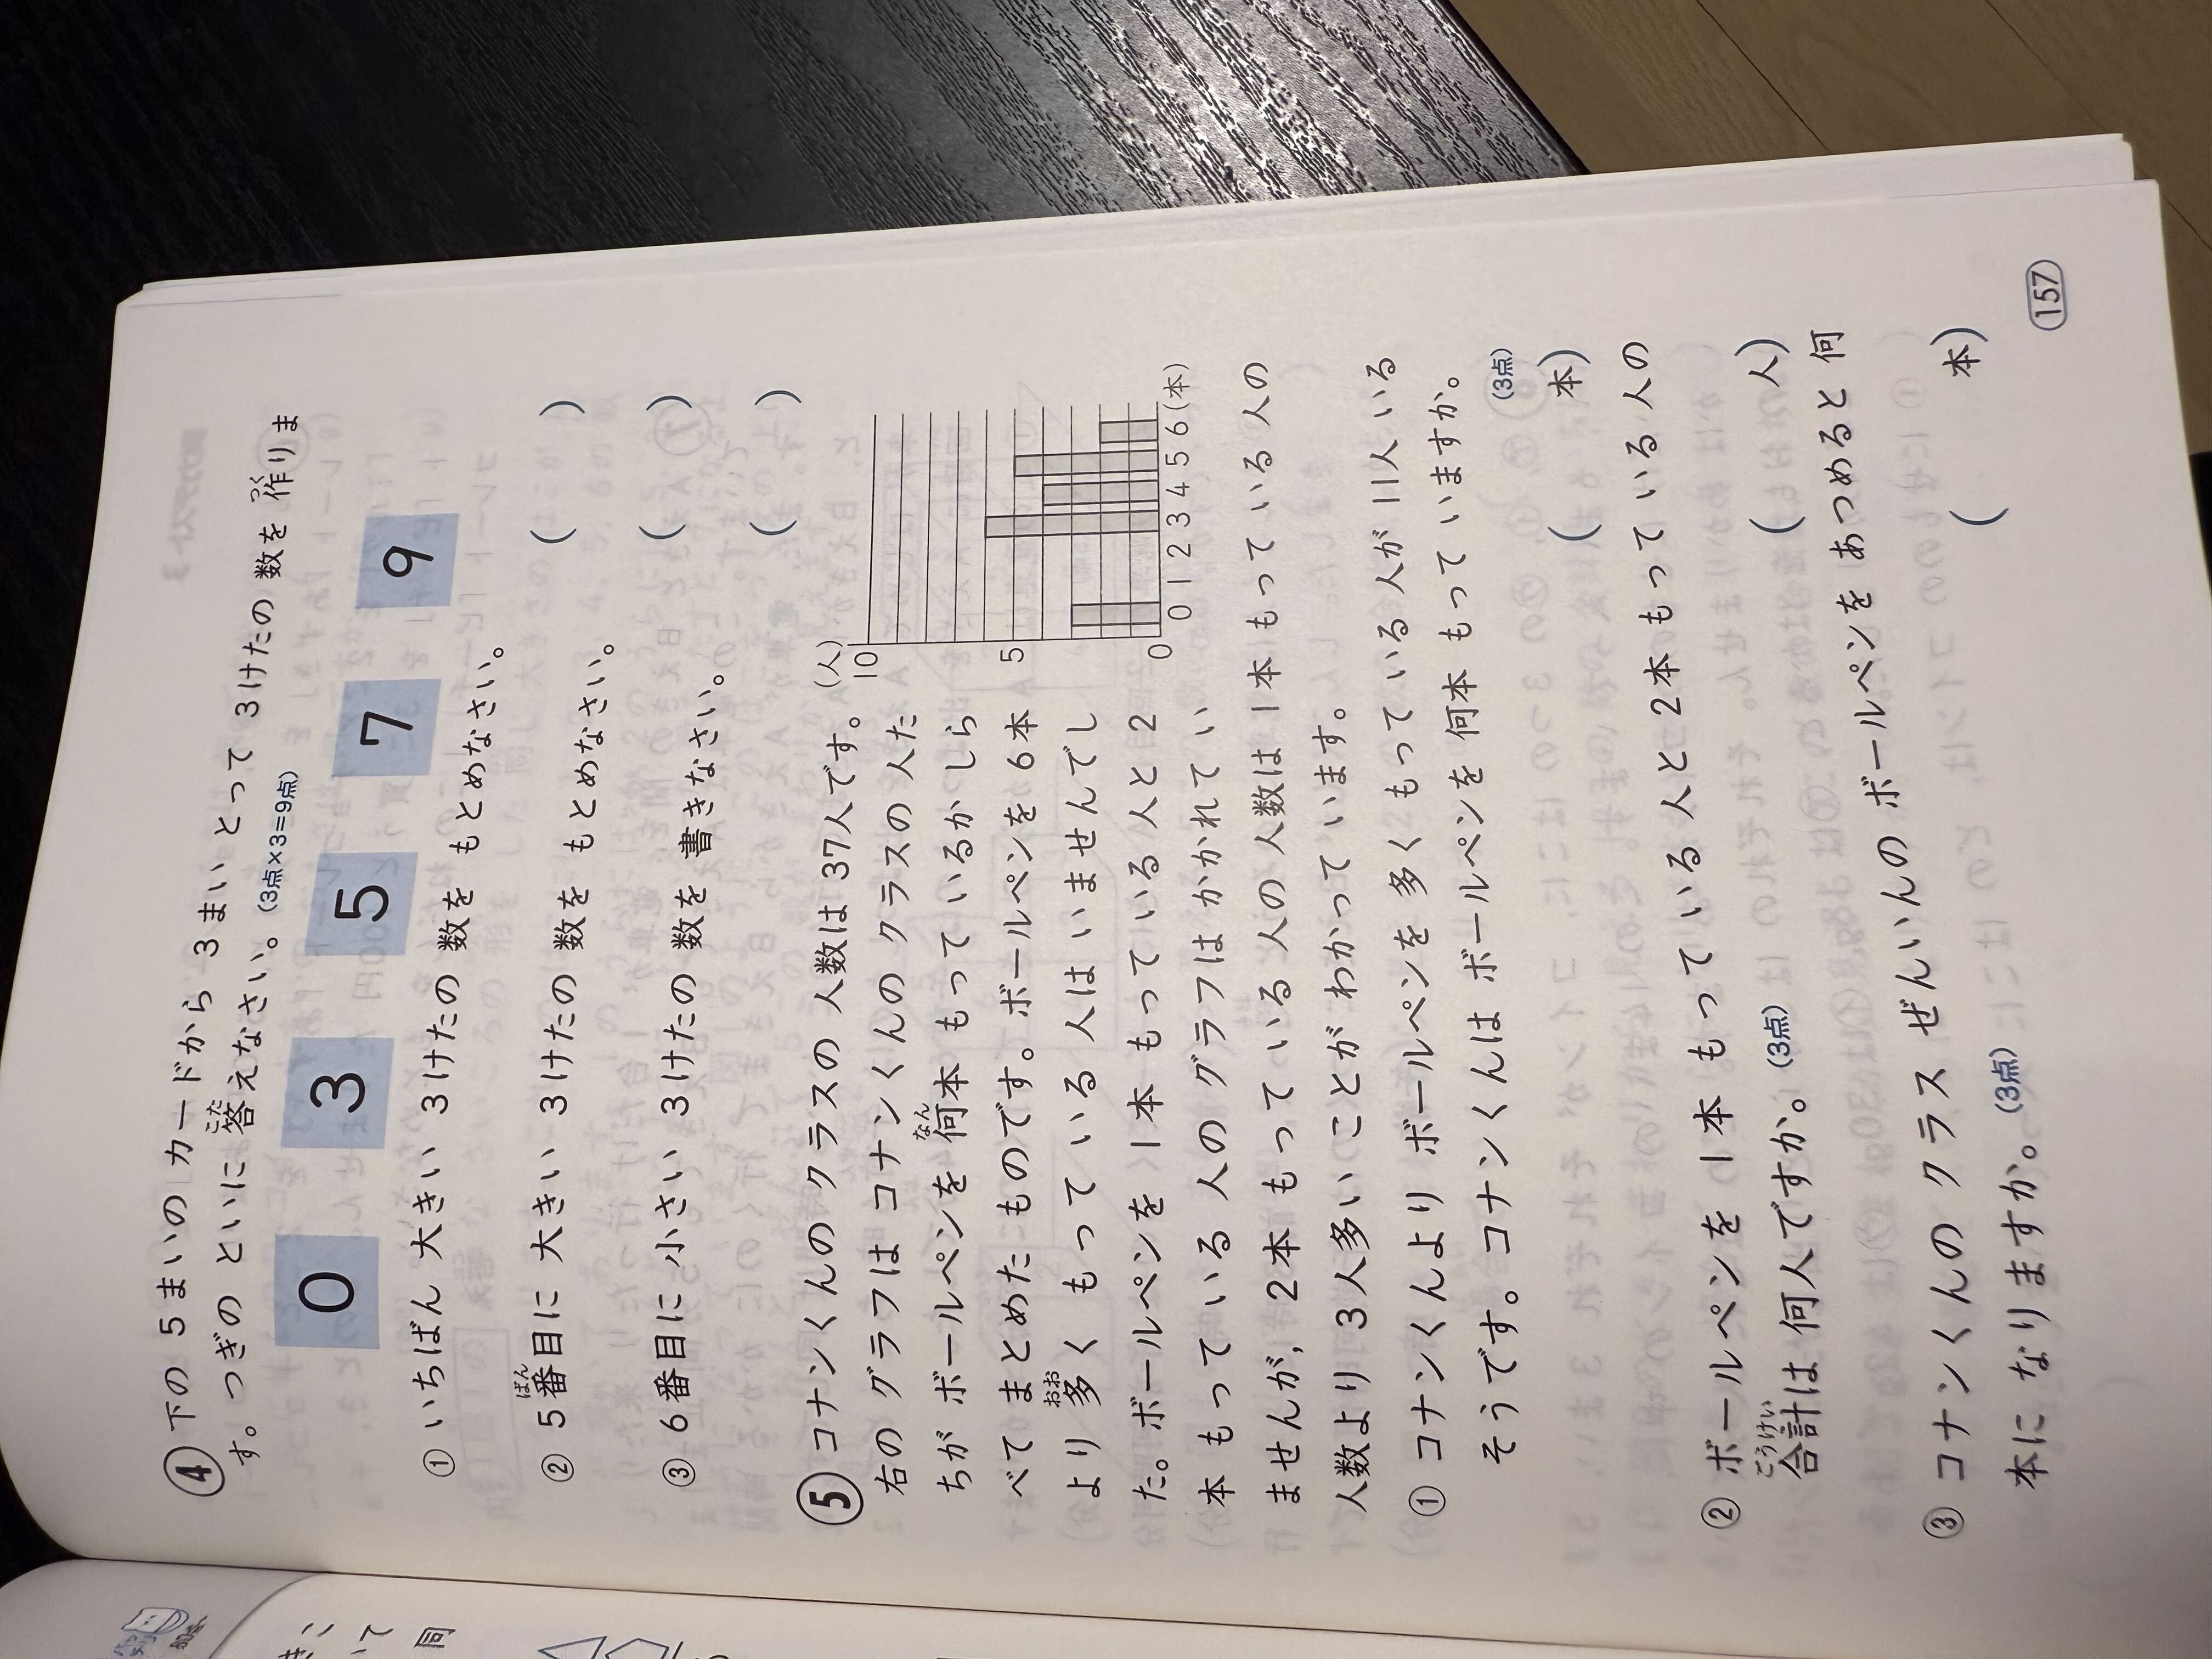 ④ 下の 5まいの カードから 3まい とって 3けたの 数を 作りま
す。つぎの といに 答えなさい。(3点×3=9点)
0 3 5 7 9
① いちばん 大きい 3けたの 数を もとめなさい。
( )
② 5番目に 大きい 3けたの 数を もとめなさい。
( )
③ 6番目に 小さい 3けたの 数を 書きなさい。
( )
⑤ コナンくんの クラスの 人数は 37人です。
右の グラフは コナンくんの クラスの 人た
ちが ボールペンを 何本 もって いるか しら
べて まとめた ものです。ボールペンを 6本
より 多く もって いる 人は いませんでし
た。ボールペンを 1本 もって いる 人と 2
本 もって いる 人の グラフは かかれて い
ませんが, 2本 もって いる 人の 人数は 1本 もって いる 人の
人数より 3人多い ことが わかって います。
(人)
10
5
0
0 1 2 3 4 5 6(本)
① コナンくんより ボールペンを 多く もって いる 人が 11人 いる
そうです。コナンくんは ボールペンを 何本 もって いますか。
(3点)
( 本)
② ボールペンを 1本 もって いる 人と 2本 もって いる 人の
合計は 何人ですか。(3点)
( 人)
③ コナンくんの クラス ぜんいんの ボールペンを あつめると 何
本に なりますか。(3点)
( 本)
157